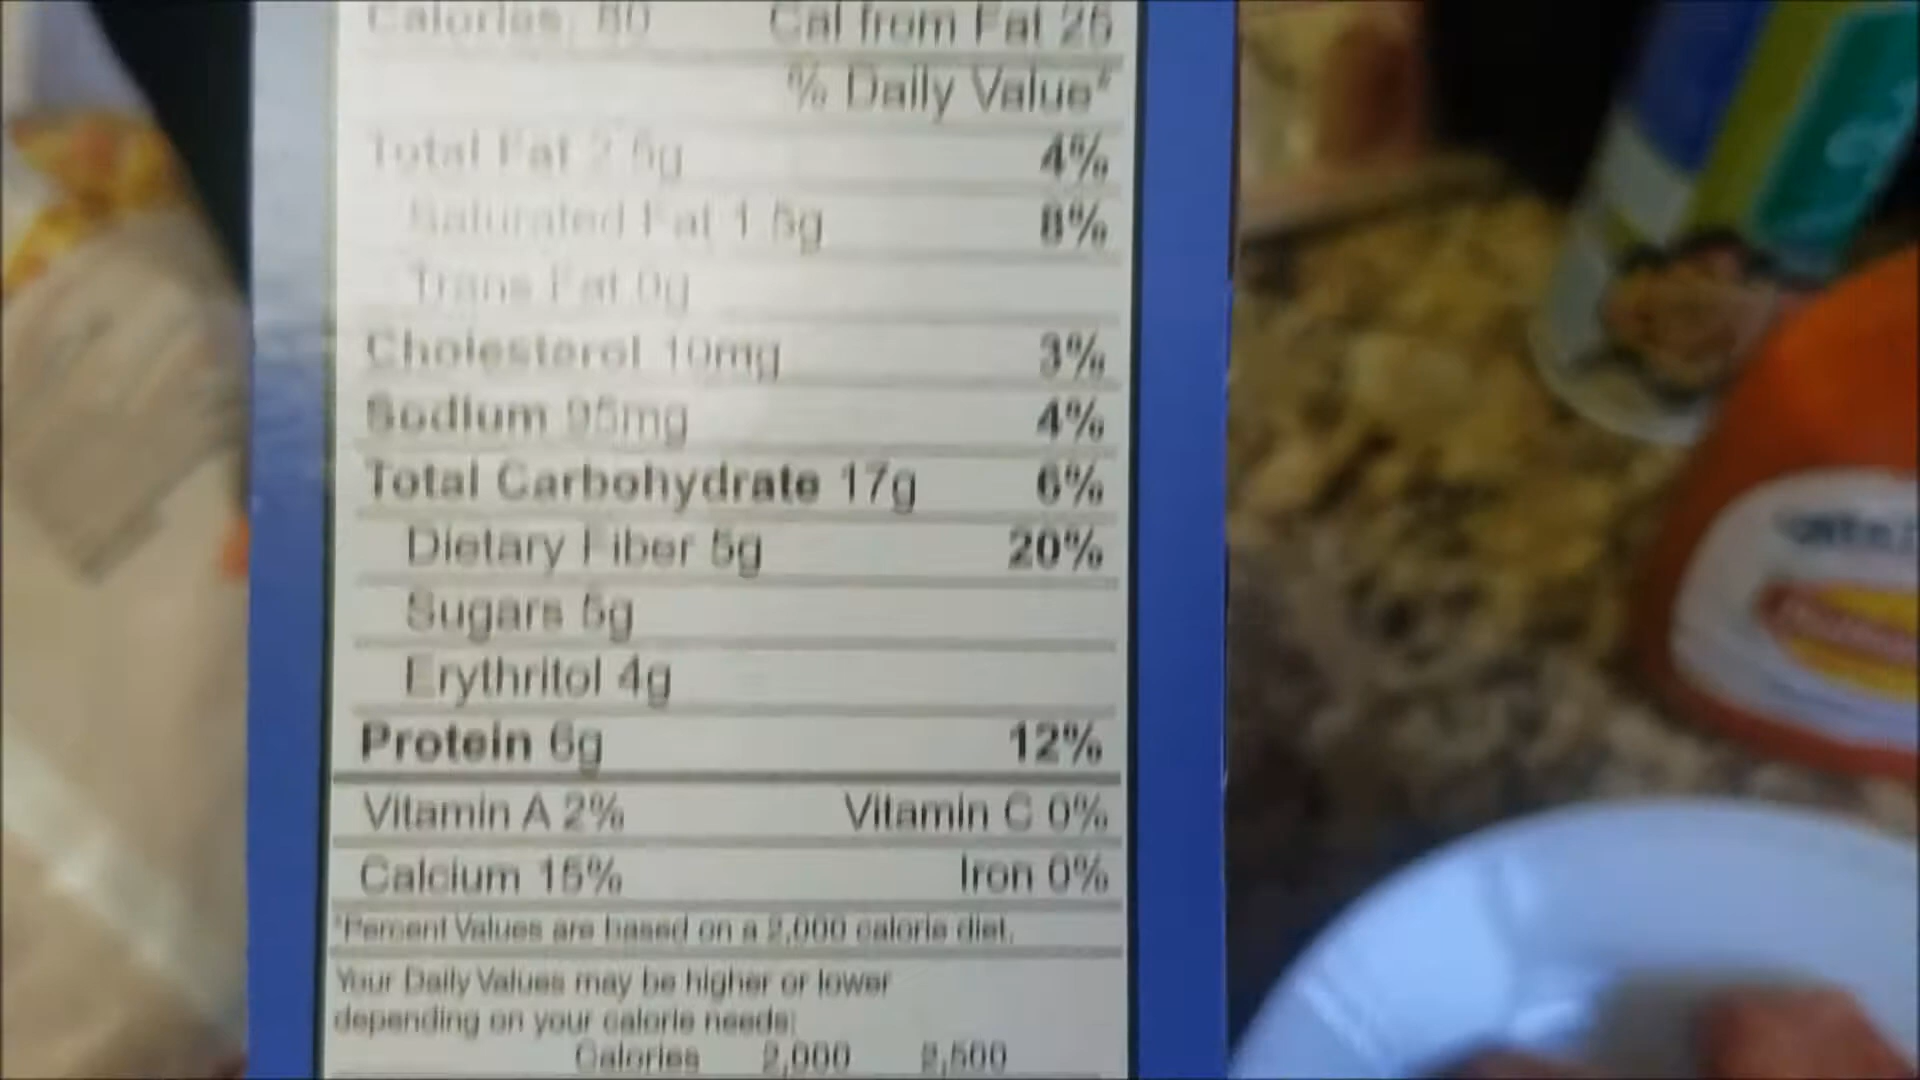 Calories: 80 Cal from Fat 25
% Daily Value*
Total Fat 2.5g 4%
Saturated Fat 1.5g 8%
Trans Fat 0g
Cholesterol 10mg 3%
Sodium 95mg 4%
Total Carbohydrate 17g 6%
Dietary Fiber 5g 20%
Sugars 5g
Erythritol 4g
Protein 6g 12%
Vitamin A 2% Vitamin C 0%
Calcium 15% Iron 0%
*Percent Values are based on a 2,000 calorie diet.
Your Daily Values may be higher or lower
depending on your calorie needs:
Calories 2,000 2,500